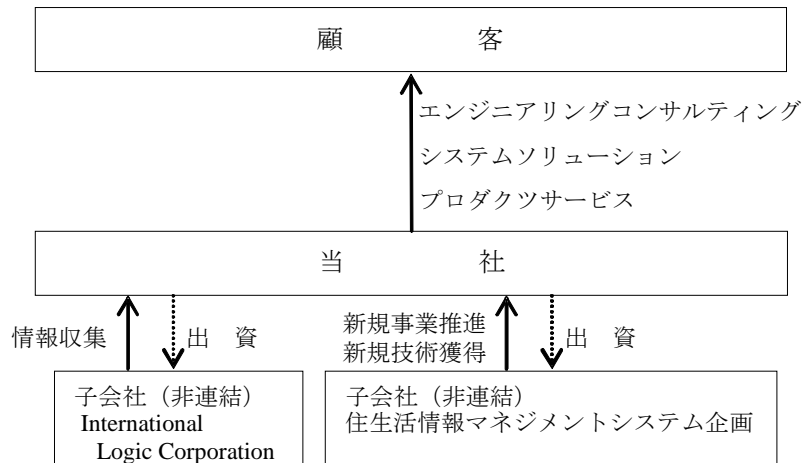 顧 客
エンジニアリングコンサルティング
システムソリューション
プロダクツサービス
当 社
情報収集
出 資
新規事業推進
新規技術獲得
出 資
子会社（非連結）
International
Logic Corporation
子会社（非連結）
住生活情報マネジメントシステム企画